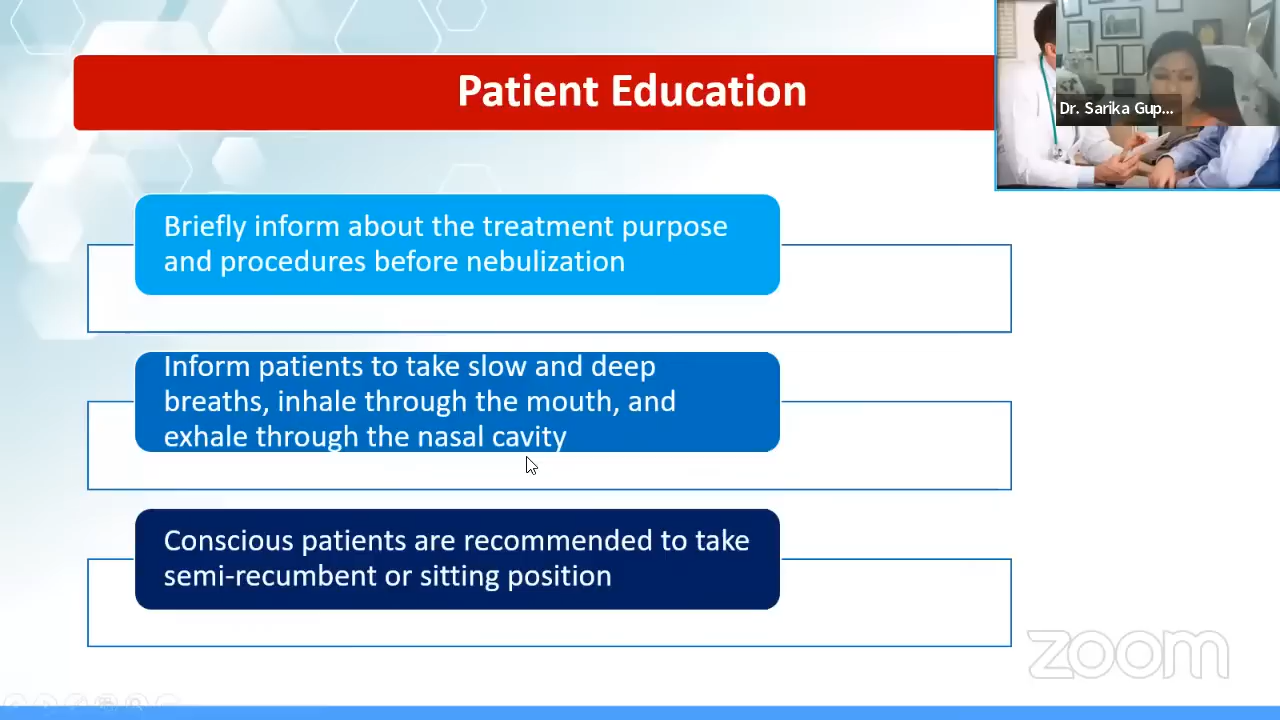 Patient Education
Dr. Sarika Gup...
Briefly inform about the treatment purpose
and procedures before nebulization
Inform patients to take slow and deep
breaths, inhale through the mouth, and
exhale through the nasal cavity
Conscious patients are recommended to take
semi-recumbent or sitting position
zoom